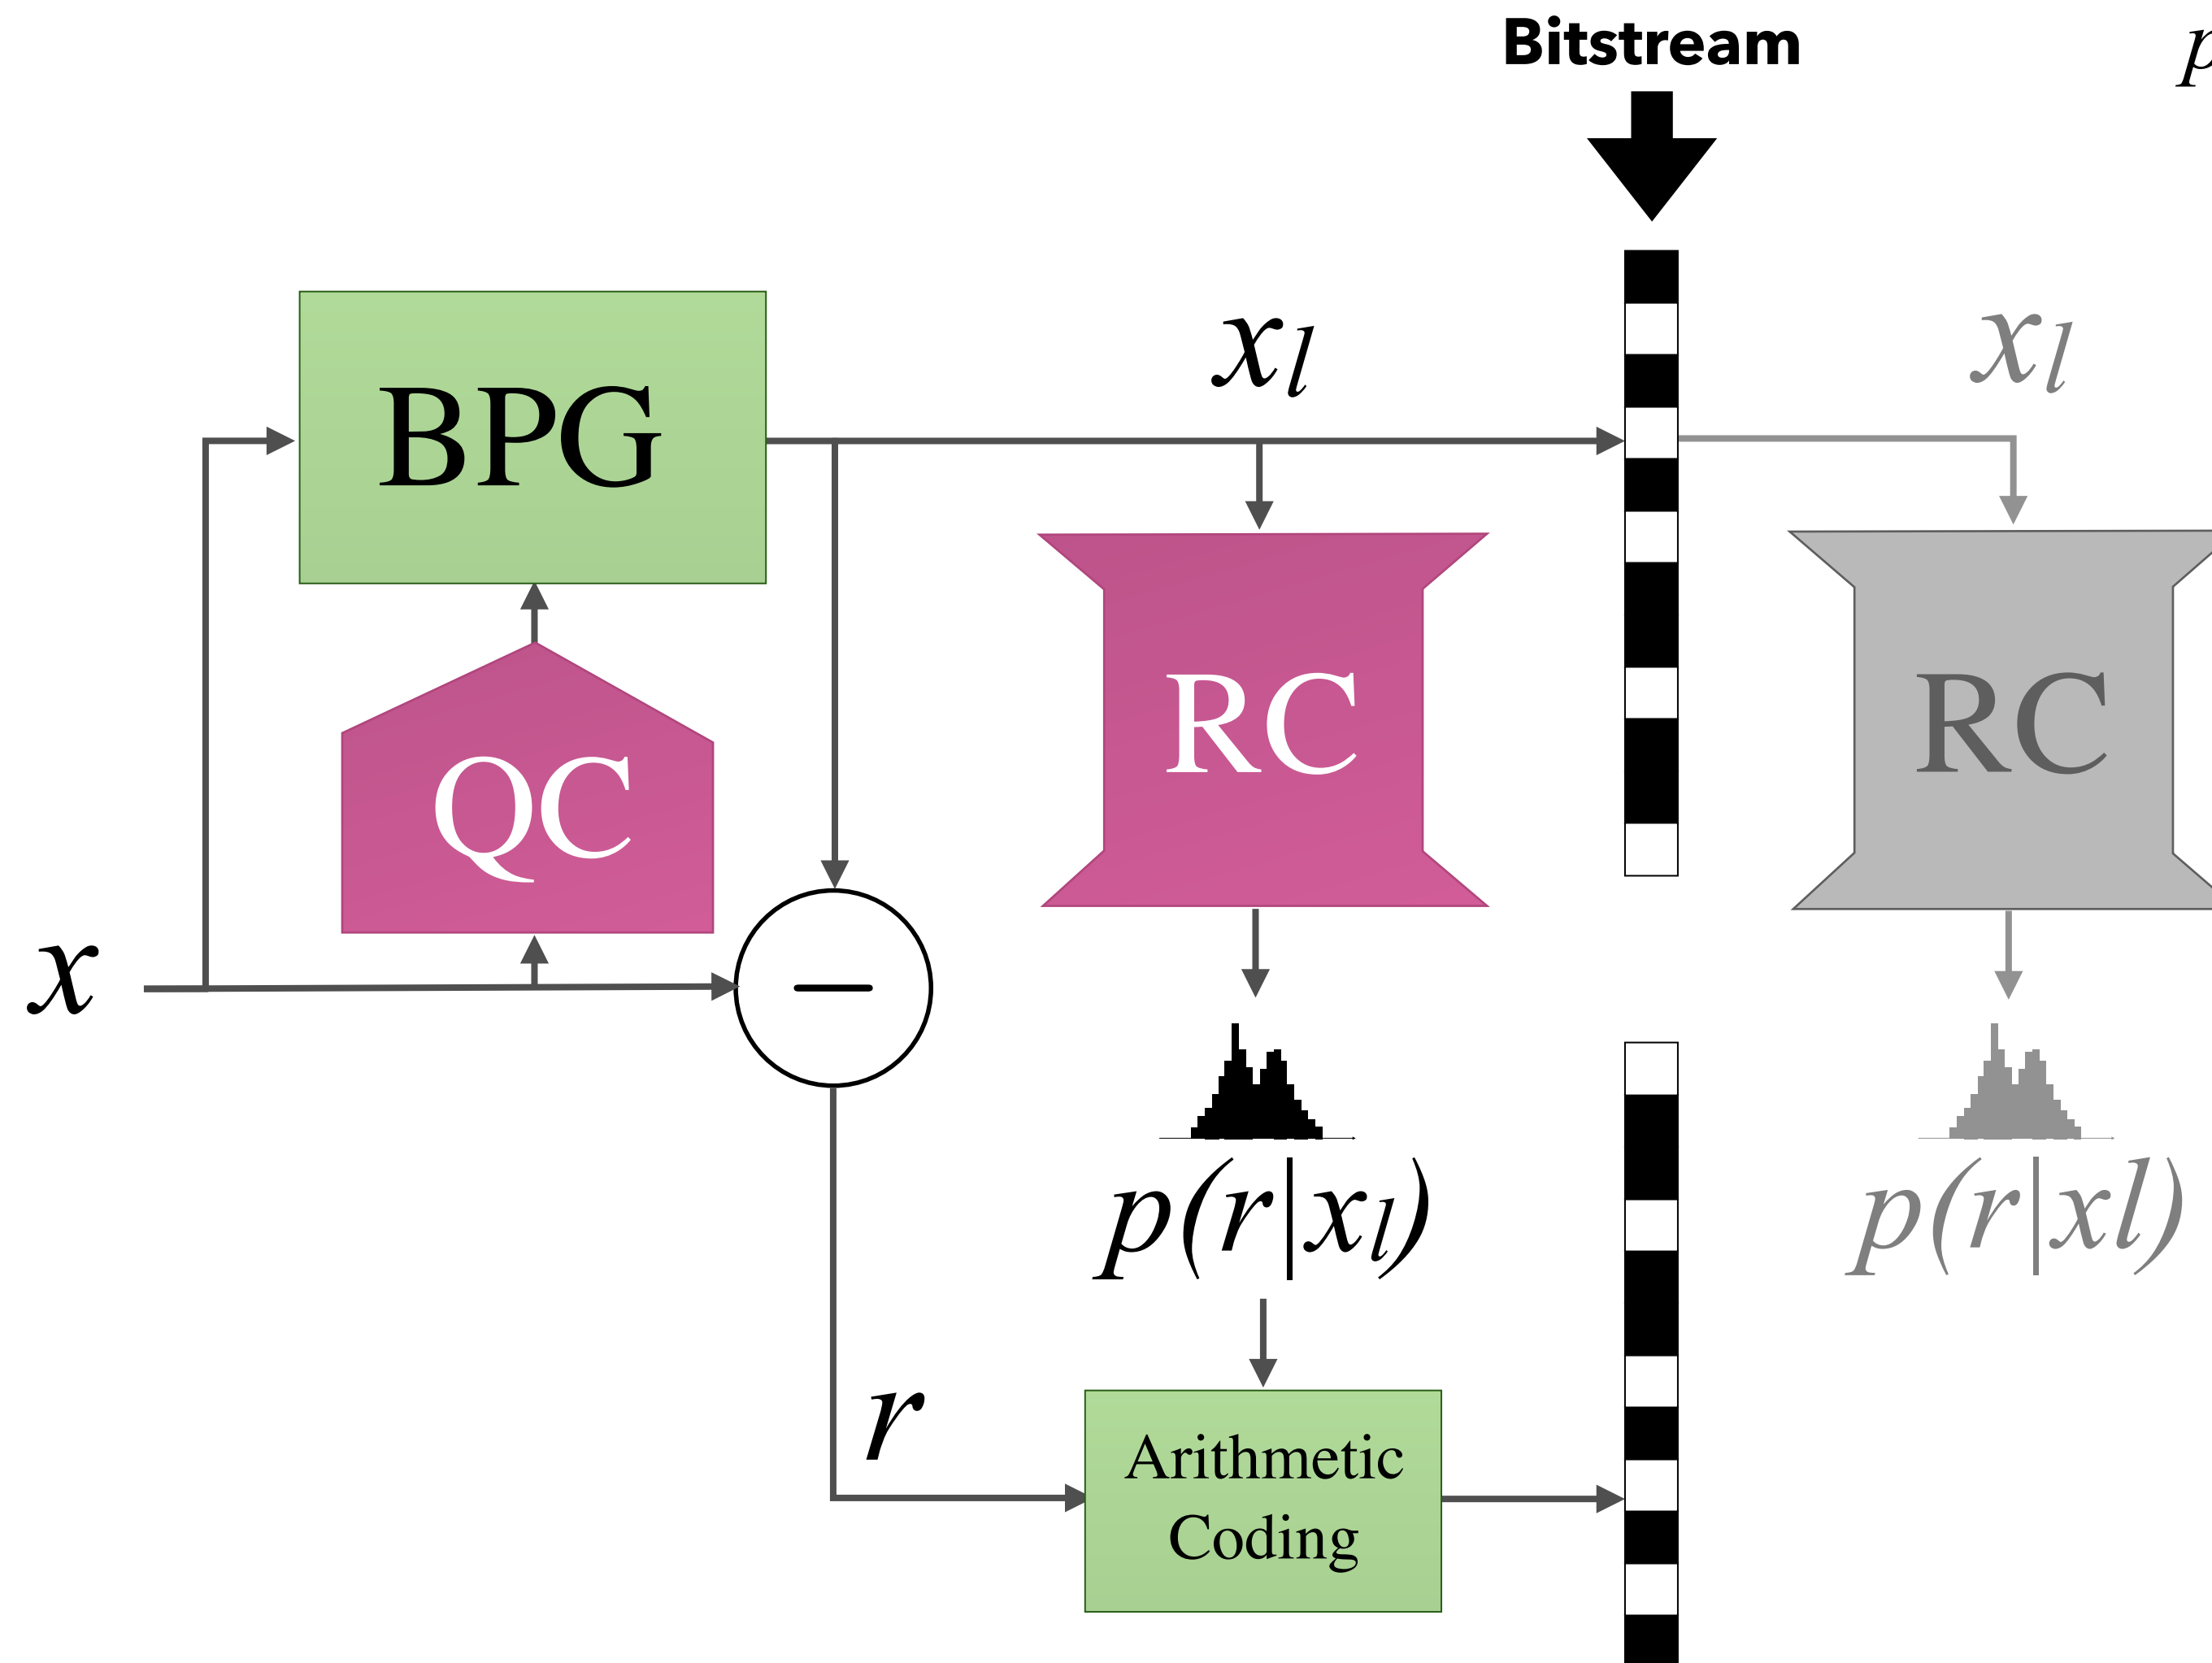 Bitstream
p
BPG
x_l
x_l
QC
RC
RC
x
p(r|x_l)
p(r|xl)
r
Arithmetic
Coding